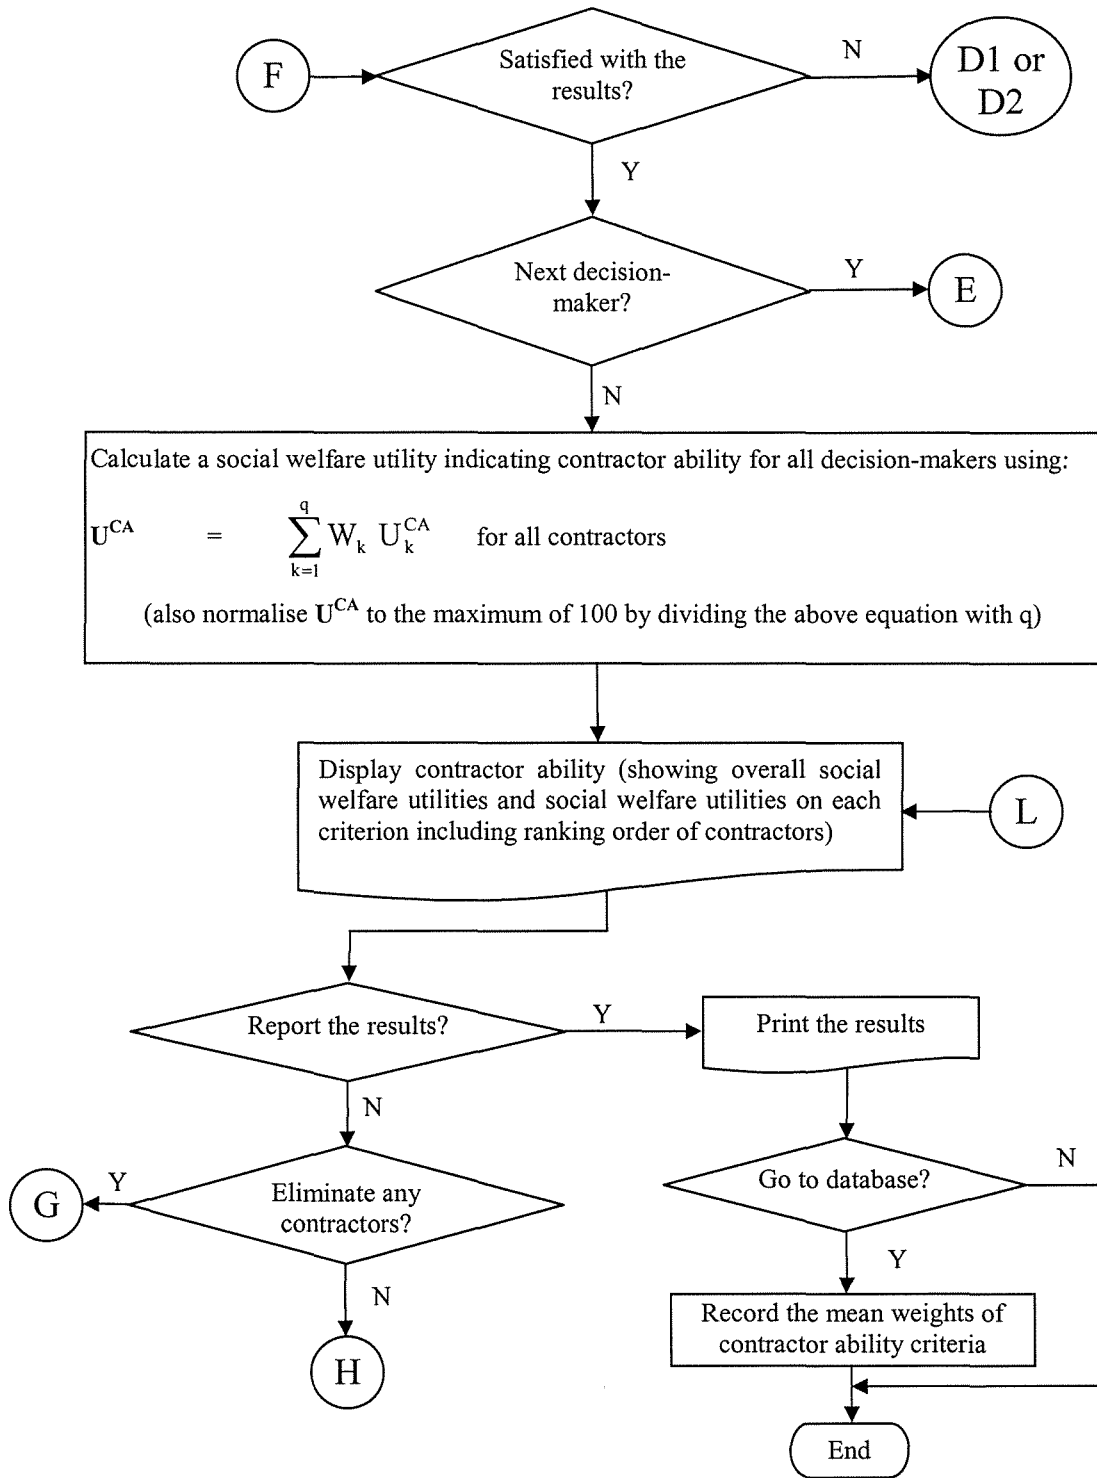 F
Satisfied with the
results?
N
D1 or
D2
Y
Next decision-
maker?
Y
E
N
Calculate a social welfare utility indicating contractor ability for all decision-makers using:
U^CA = \sum_{k=1}^{q} W_k U_k^{CA} for all contractors
(also normalise U^CA to the maximum of 100 by dividing the above equation with q)
Display contractor ability (showing overall social
welfare utilities and social welfare utilities on each
criterion including ranking order of contractors)
L
Report the results?
Y
Print the results
N
Go to database?
N
Eliminate any
contractors?
Y
G
Y
N
Record the mean weights of
contractor ability criteria
H
End